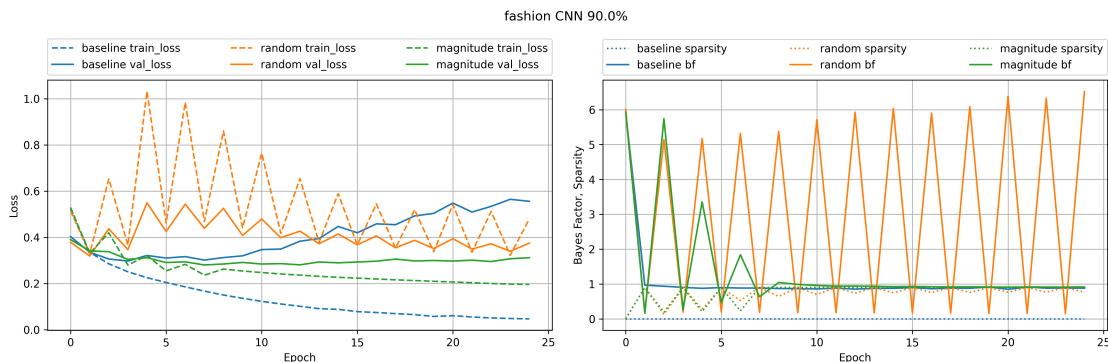 fashion CNN 90.0%
baseline train_loss
baseline val_loss
random train_loss
random val_loss
magnitude train_loss
magnitude val_loss
1.0
0.8
0.6
0.4
0.2
0.0
Loss
0 5 10 15 20 25
Epoch
baseline sparsity
baseline bf
random sparsity
random bf
magnitude sparsity
magnitude bf
6
5
4
3
2
1
0
Bayes Factor, Sparsity
0 5 10 15 20 25
Epoch